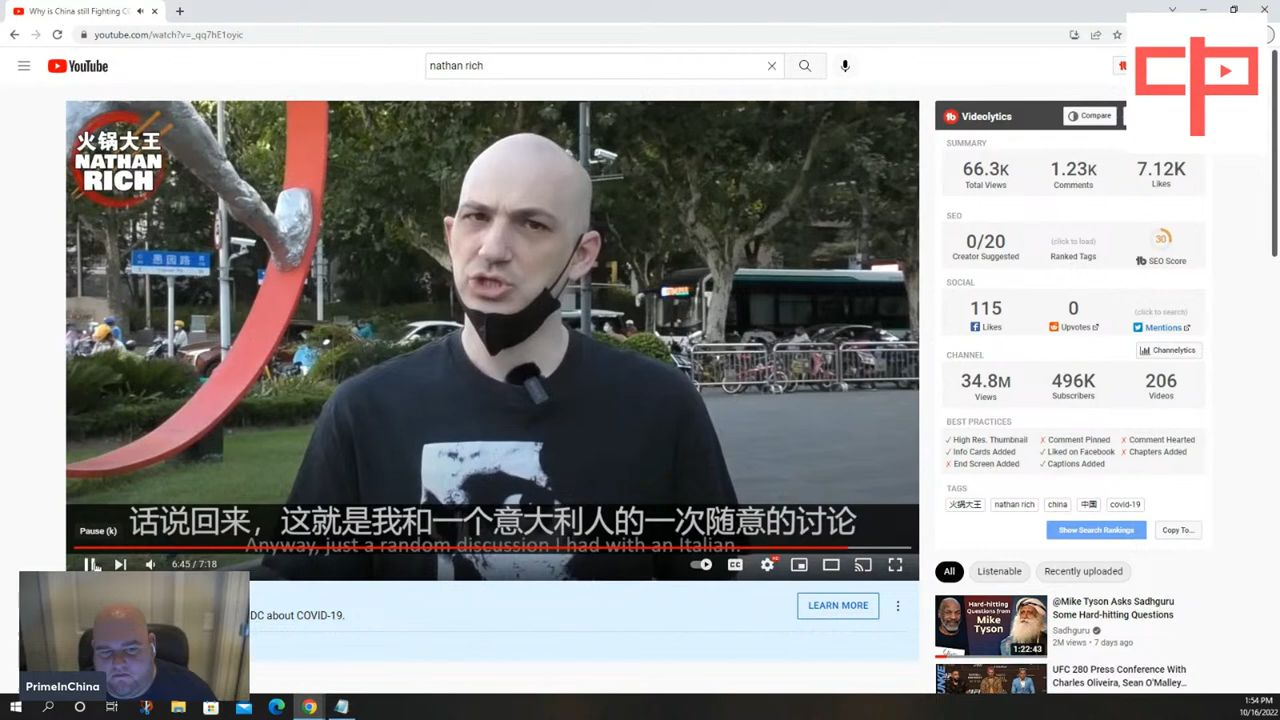 Why is China still Fighting C
youtube.com/watch?v=_qq7hE1oyic
YouTube
nathan rich
火锅大王
NATHAN
RICH
愚园路
话说回来，这就是我和一个意大利人的一次随意的讨论
Anyway, just a random discussion I had with an Italian.
Pause (k)
6:45 / 7:18
DC about COVID-19.
LEARN MORE
PrimeInChina
Videolytics
Compare
SUMMARY
66.3K 1.23K 7.12K
Total Views Comments Likes
SEO
0/20 (click to load) 30
Creator Suggested Ranked Tags SEO Score
SOCIAL
115 0 (click to search)
Likes Upvotes Mentions
Channelytics
CHANNEL
34.8M 496K 206
Views Subscribers Videos
BEST PRACTICES
✓ High Res. Thumbnail ✗ Comment Pinned ✗ Comment Hearted
✓ Info Cards Added ✓ Liked on Facebook ✗ Chapters Added
✗ End Screen Added ✓ Captions Added
TAGS
火锅大王 nathan rich china 中国 covid-19
Show Search Rankings Copy To...
All Listenable Recently uploaded
@Mike Tyson Asks Sadhguru
Some Hard-hitting Questions
Sadhguru
2M views • 7 days ago
Hard-hitting
Questions from
Mike
Tyson
1:22:43
UFC 280 Press Conference With
Charles Oliveira, Sean O'Malley...
1:54 PM
10/16/2022